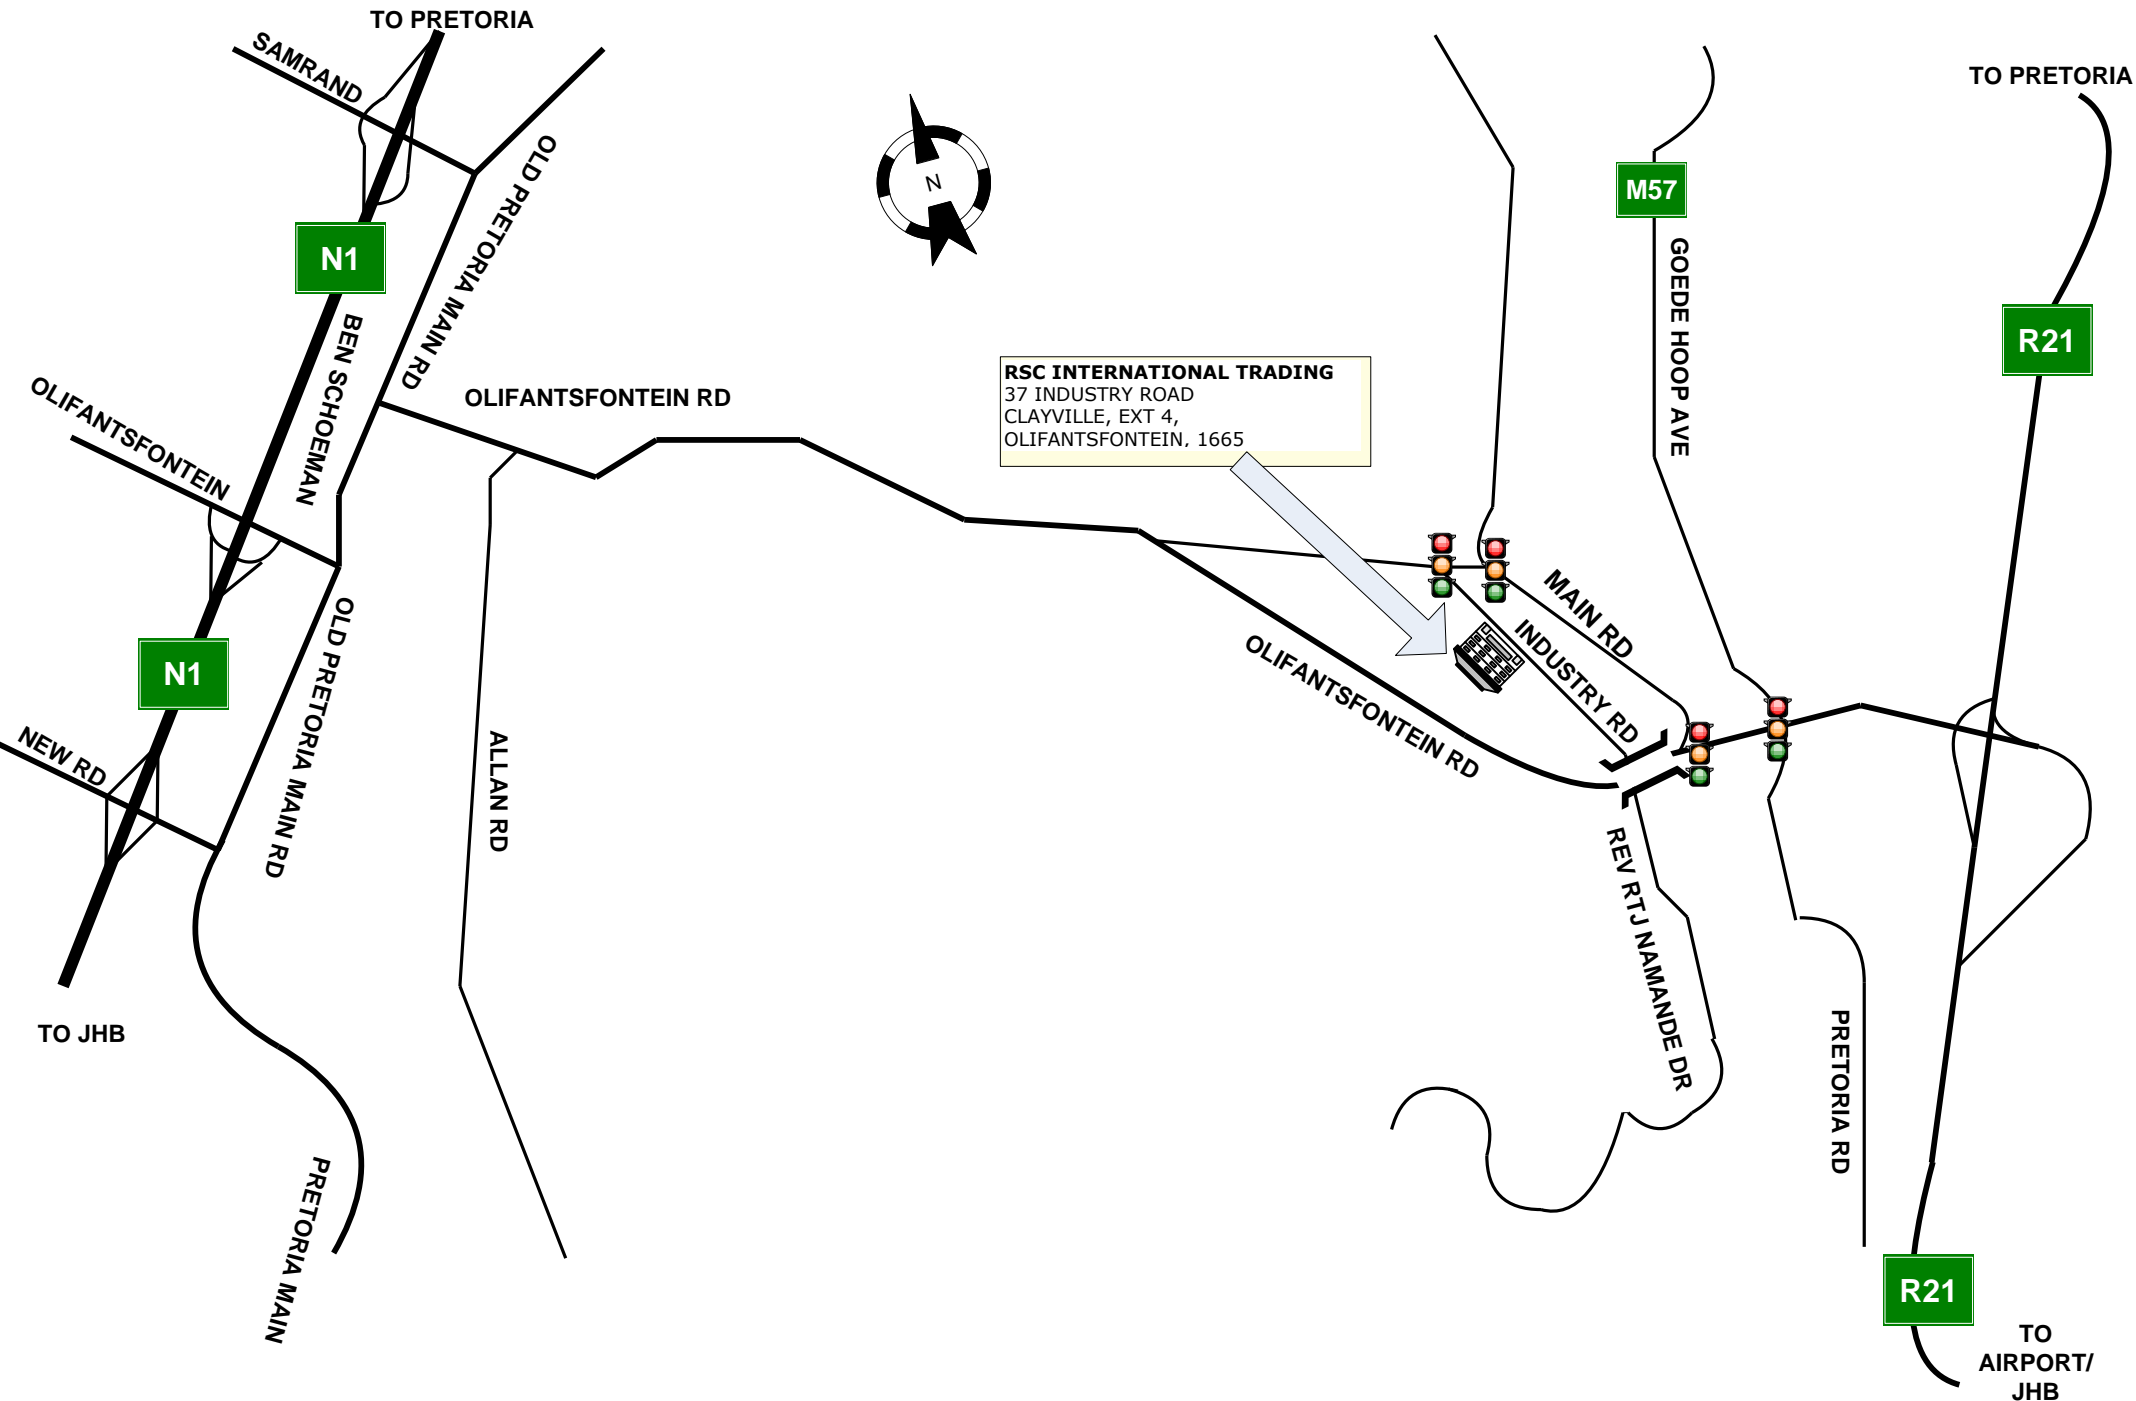 TO PRETORIA
SAMRAND
OLD PRETORIA MAIN RD
N
TO PRETORIA
M57
N1
GOEDE HOOP AVE
R21
BEN SCHOEMAN
OLIFANTSFONTEIN
OLIFANTSFONTEIN RD
RSC INTERNATIONAL TRADING
37 INDUSTRY ROAD
CLAYVILLE, EXT 4,
OLIFANTSFONTEIN, 1665
MAIN RD
INDUSTRY RD
OLIFANTSFONTEIN RD
OLD PRETORIA MAIN RD
N1
NEW RD
ALLAN RD
REV RTJ NAMANDE DR
TO JHB
PRETORIA RD
PRETORIA MAIN
R21
TO
AIRPORT/
JHB